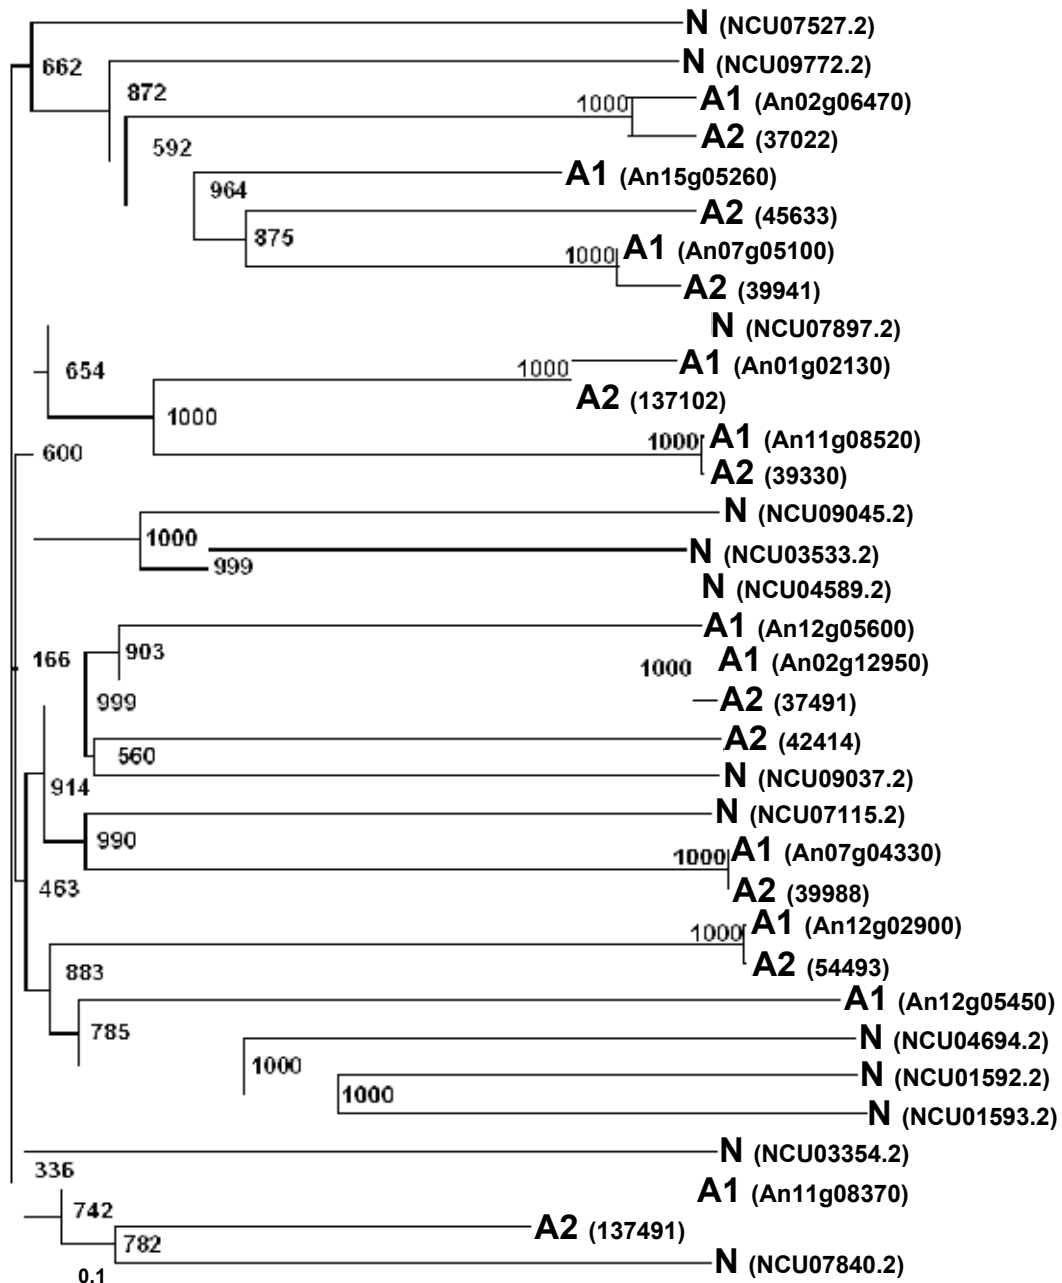 N (NCU07527.2)
662
N (NCU09772.2)
872
1000 A1 (An02g06470)
A2 (37022)
592
A1 (An15g05260)
964
A2 (45633)
875
1000 A1 (An07g05100)
A2 (39941)
N (NCU07897.2)
654
1000 A1 (An01g02130)
A2 (137102)
1000
1000 A1 (An11g08520)
600
A2 (39330)
N (NCU09045.2)
1000
N (NCU03533.2)
999
N (NCU04589.2)
A1 (An12g05600)
166
903
1000 A1 (An02g12950)
999
A2 (37491)
A2 (42414)
560
N (NCU09037.2)
914
N (NCU07115.2)
990
1000 A1 (An07g04330)
463
A2 (39988)
1000 A1 (An12g02900)
883
A2 (54493)
A1 (An12g05450)
785
N (NCU04694.2)
1000
N (NCU01592.2)
1000
N (NCU01593.2)
N (NCU03354.2)
336
A1 (An11g08370)
742
A2 (137491)
782
N (NCU07840.2)
0.1